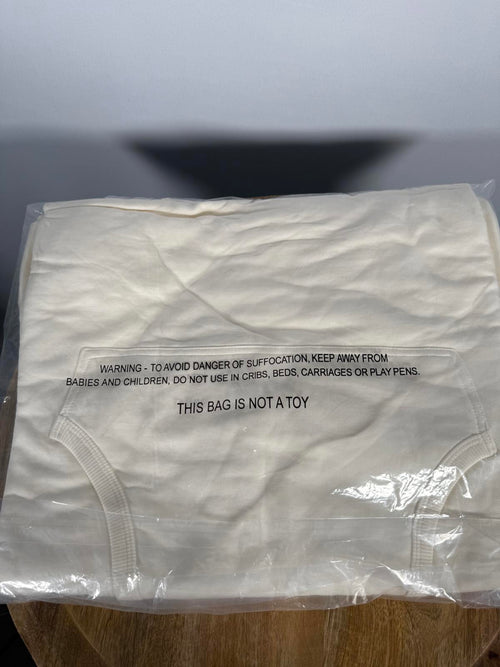 WARNING - TO AVOID DANGER OF SUFFOCATION, KEEP AWAY FROM
BABIES AND CHILDREN, DO NOT USE IN CRIBS, BEDS, CARRIAGES OR PLAY PENS.
THIS BAG IS NOT A TOY